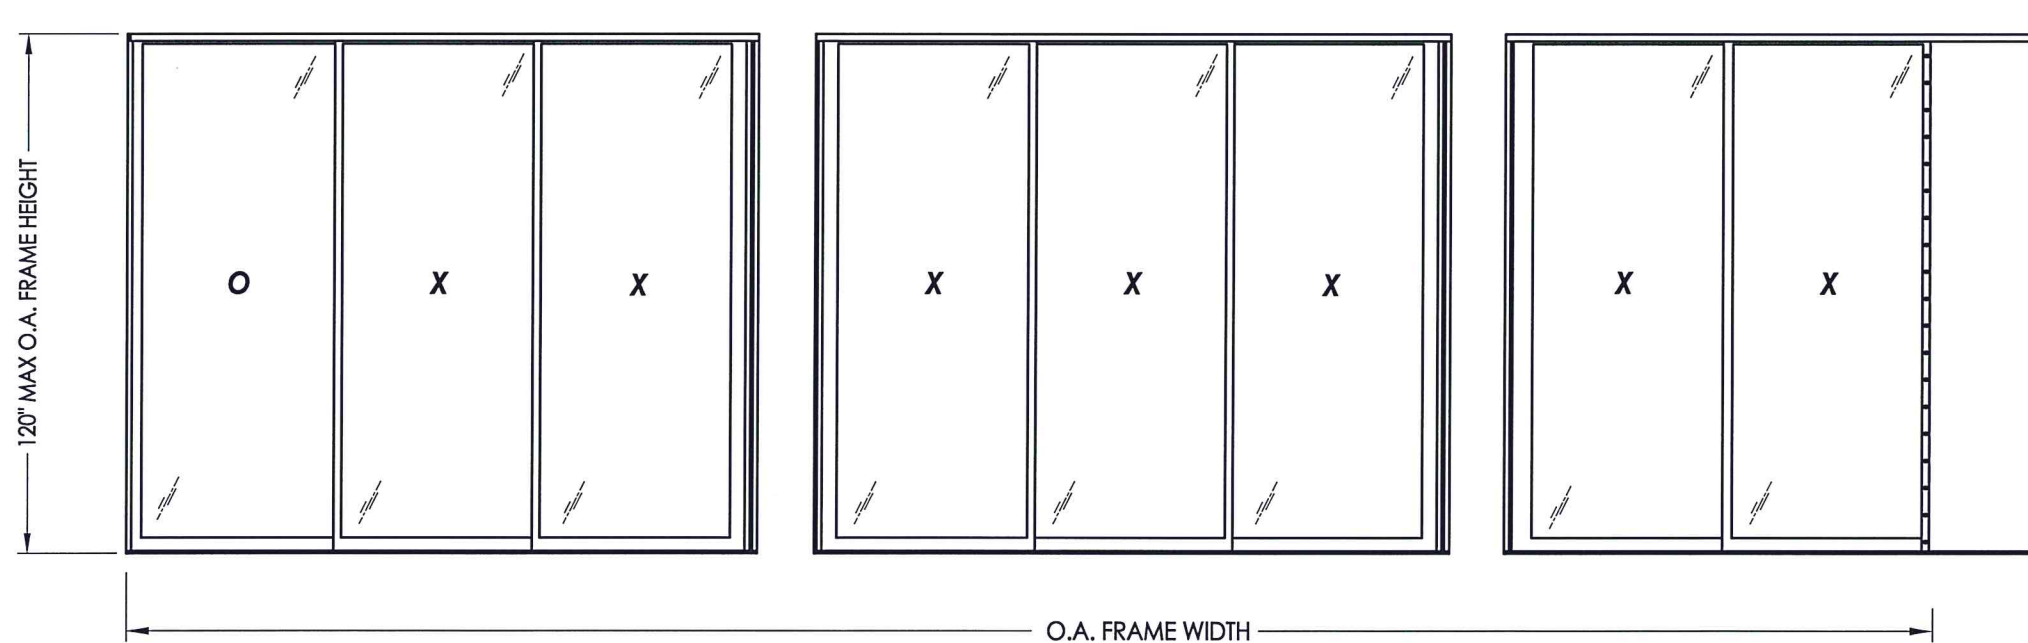 120" MAX O.A. FRAME HEIGHT
O X X
X X X
X X
O.A. FRAME WIDTH